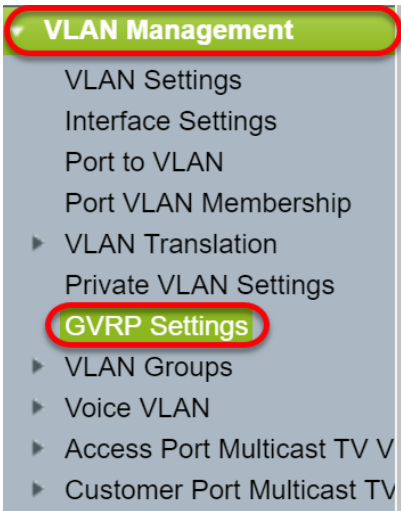 VLAN Management
VLAN Settings
Interface Settings
Port to VLAN
Port VLAN Membership
VLAN Translation
Private VLAN Settings
GVRP Settings
VLAN Groups
Voice VLAN
Access Port Multicast TV V
Customer Port Multicast TV